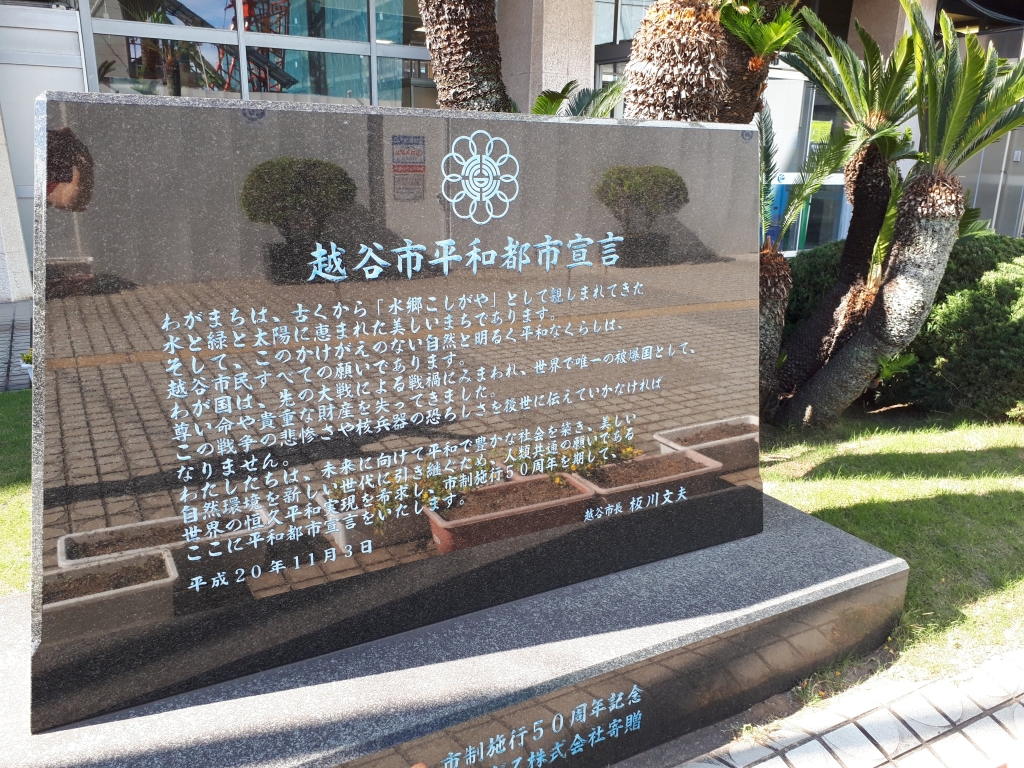 越谷市平和都市宣言
わがまちは、古くから「水郷こしがや」として親しまれてきた
水と緑と太陽に恵まれた美しいまちであります。
そして、このかけがえのない自然と明るく平和なくらしは、
越谷市民すべての願いであります。
わが国は、先の大戦による戦禍にみまわれ、世界で唯一の被爆国として、
尊い命や貴重な財産を失ってきました。
この戦争の悲惨さや核兵器の恐ろしさを後世に伝えていかなければ
なりません。
わたしたちは、未来に向けて平和で豊かな社会を築き、美しい
自然環境を新しい世代に引き継ぐため、人類共通の願いである
世界の恒久平和実現を希求し、市制施行50周年を期して、
ここに平和都市宣言をいたします。
平成20年11月3日
越谷市長 板川文夫
市制施行50周年記念
株式会社寄贈